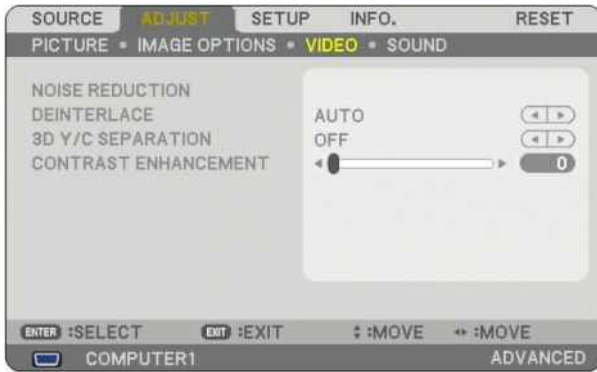 SOURCE ADJUST SETUP INFO. RESET
PICTURE • IMAGE OPTIONS • VIDEO • SOUND
NOISE REDUCTION
DEINTERLACE AUTO
3D Y/C SEPARATION OFF
CONTRAST ENHANCEMENT 0
ENTER :SELECT EXIT :EXIT :MOVE :MOVE
COMPUTER1 ADVANCED